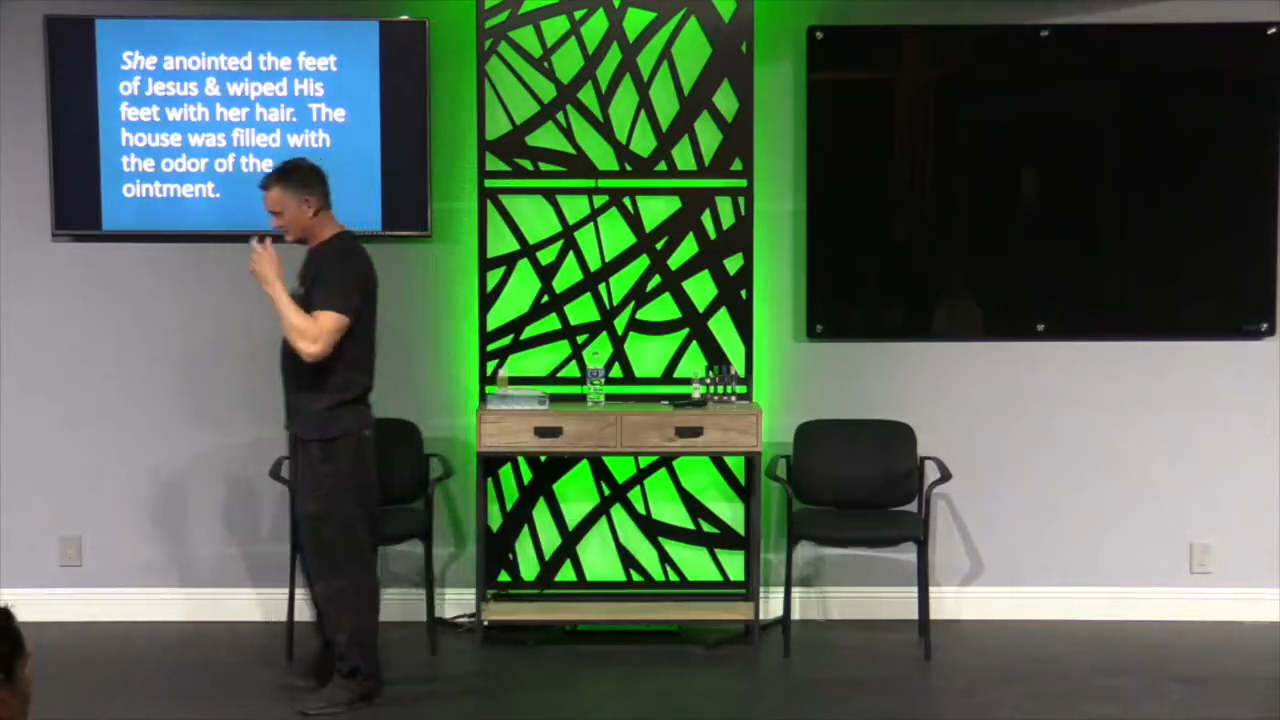 She anointed the feet
of Jesus & wiped His
feet with her hair. The
house was filled with
the odor of the
ointment.